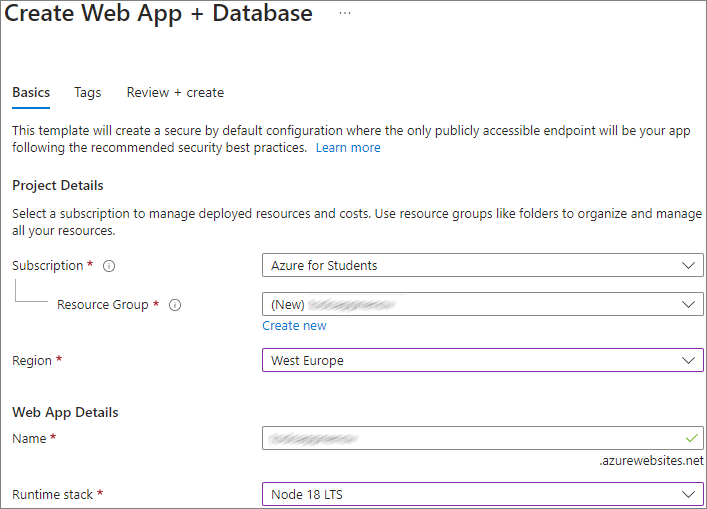 Create Web App + Database ...
Basics Tags Review + create
This template will create a secure by default configuration where the only publicly accessible endpoint will be your app
following the recommended security best practices. Learn more
Project Details
Select a subscription to manage deployed resources and costs. Use resource groups like folders to organize and manage
all your resources.
Subscription * Azure for Students
Resource Group * (New)
Create new
Region * West Europe
Web App Details
Name *
.azurewebsites.net
Runtime stack * Node 18 LTS